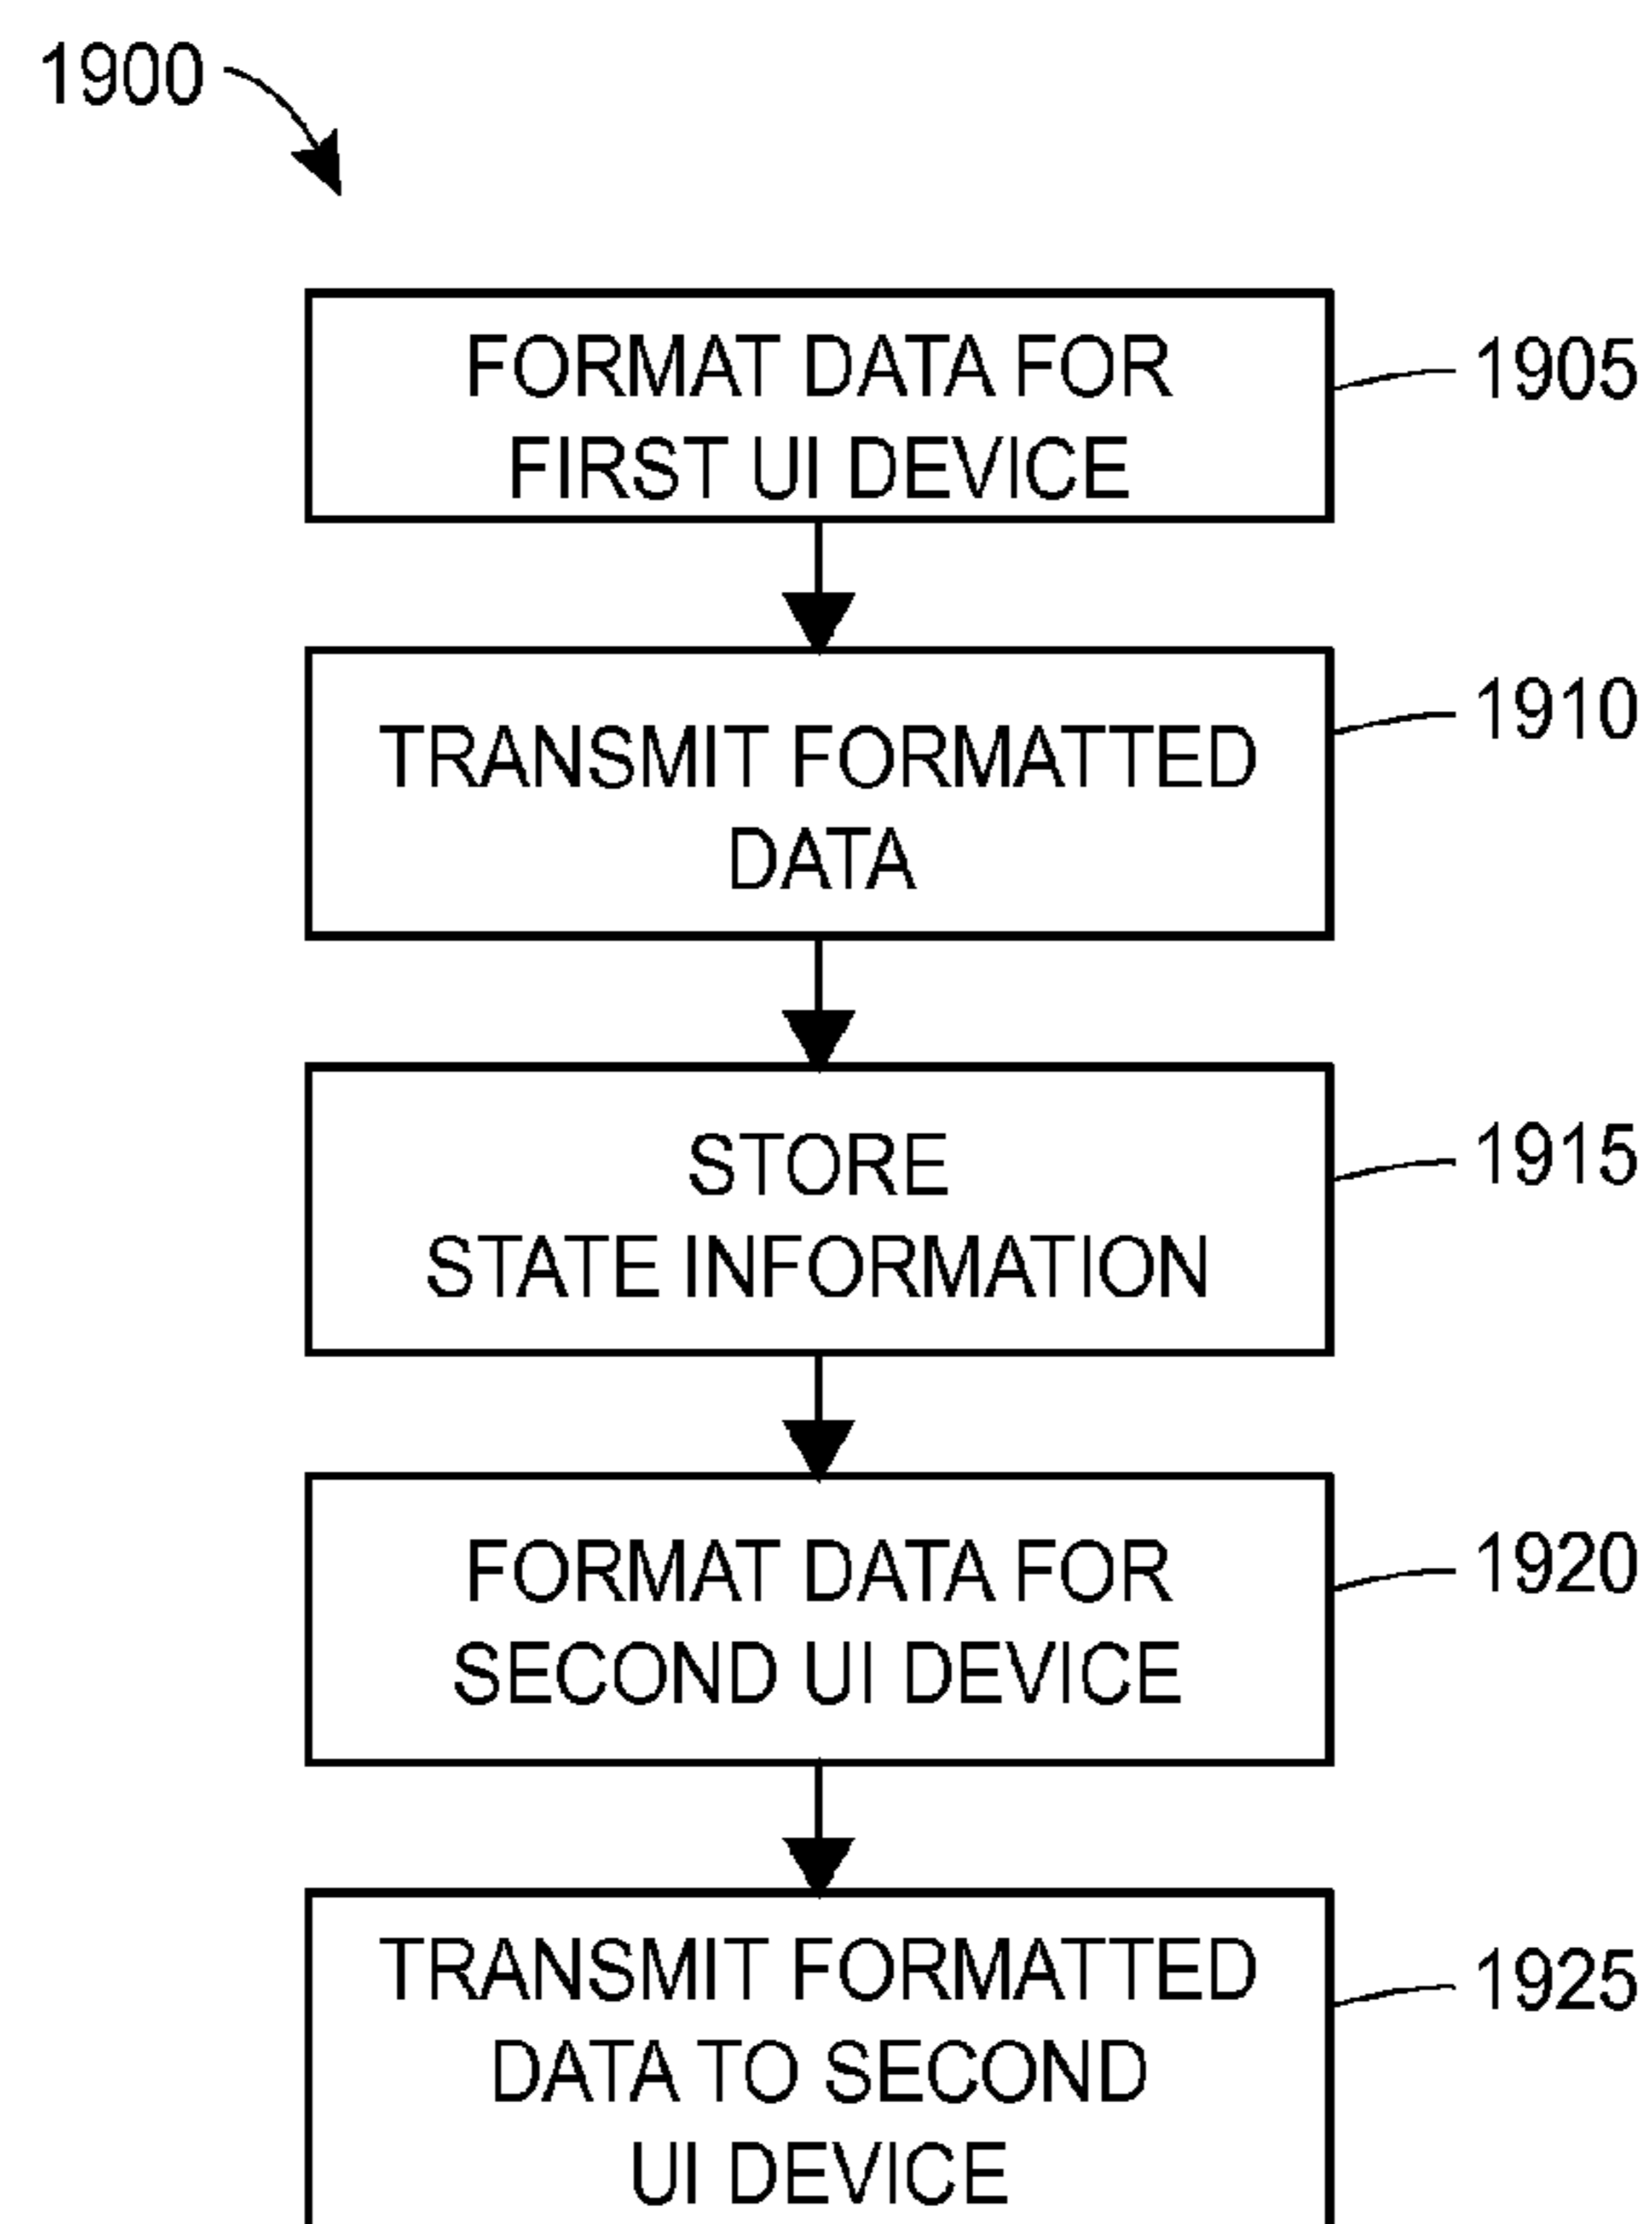 1900
FORMAT DATA FOR
FIRST UI DEVICE
1905
TRANSMIT FORMATTED
DATA
1910
STORE
STATE INFORMATION
1915
FORMAT DATA FOR
SECOND UI DEVICE
1920
TRANSMIT FORMATTED
DATA TO SECOND
UI DEVICE
1925